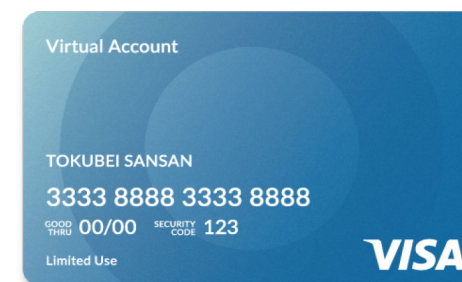 Virtual Account
TOKUBEI SANSAN
3333 8888 3333 8888
GOOD THRU 00/00 SECURITY CODE 123
Limited Use
VISA